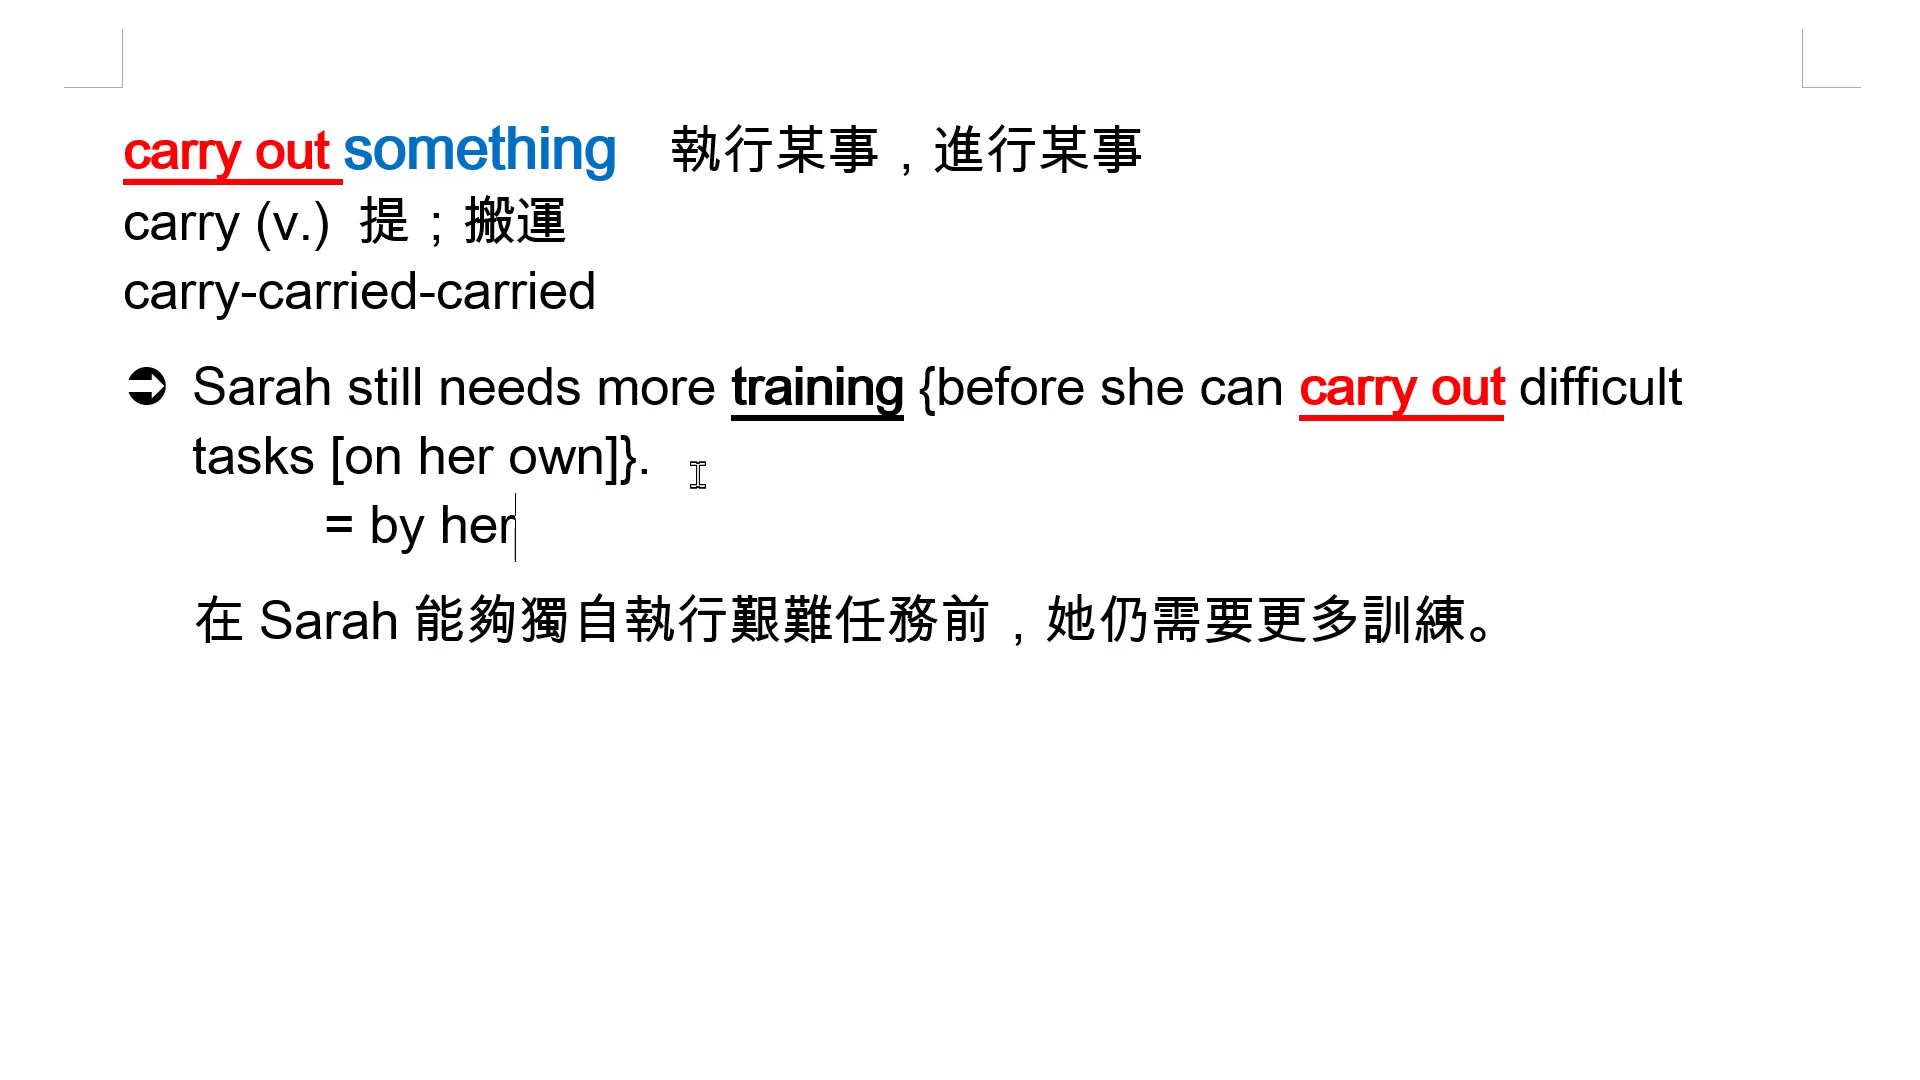 carry out something 執行某事，進行某事
carry (v.) 提；搬運
carry-carried-carried
➲ Sarah still needs more training {before she can carry out difficult
tasks [on her own]}.
= by her
在 Sarah 能夠獨自執行艱難任務前，她仍需要更多訓練。